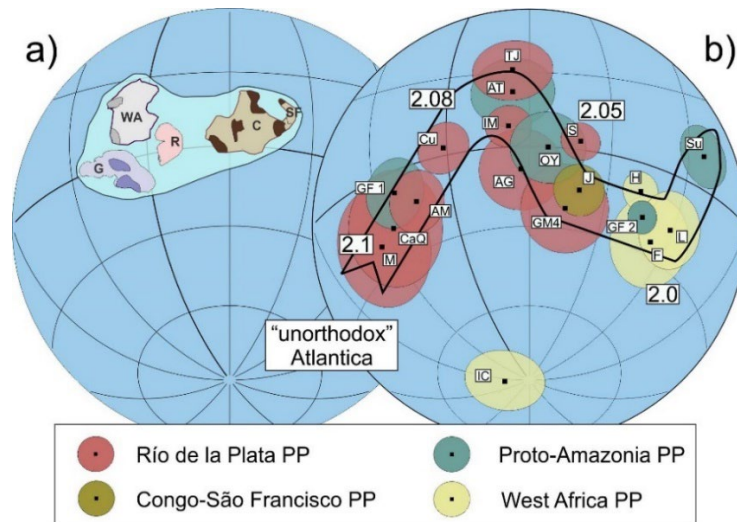 a)
WA
R
C
SF
G
b)
TJ
AT
2.08
2.05
IM
S
Cu
OY
Su
GF 1
AG
J
H
AM
GM4
GF 2
CaQ
L
2.1
M
F
2.0
"unorthodox"
Atlantica
IC
Río de la Plata PP
Proto-Amazonia PP
Congo-São Francisco PP
West Africa PP